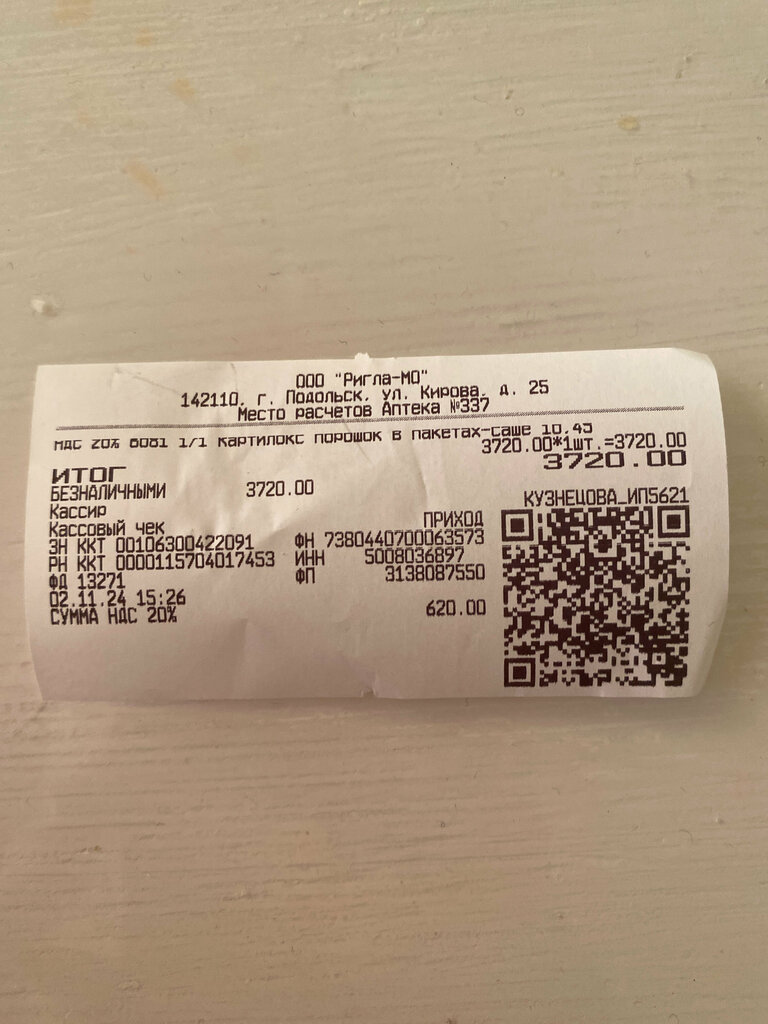 ООО "Ригла-МО"
142110, г. Подольск, ул. Кирова, д. 25
Место расчетов Аптека №337
НДС 20% 8081 1/1 Картилокс порошок в пакетах-саше 10,45
3720.00*1шт.=3720.00
ИТОГ 3720.00
БЕЗНАЛИЧНЫМИ 3720.00
Кассир КУЗНЕЦОВА_ИП5621
Кассовый чек ПРИХОД
ЗН ККТ 00106300422091 ФН 7380440700063573
РН ККТ 0000115704017453 ИНН 5008036897
ФД 13271 ФП 3138087550
02.11.24 15:26
СУММА НДС 20% 620.00